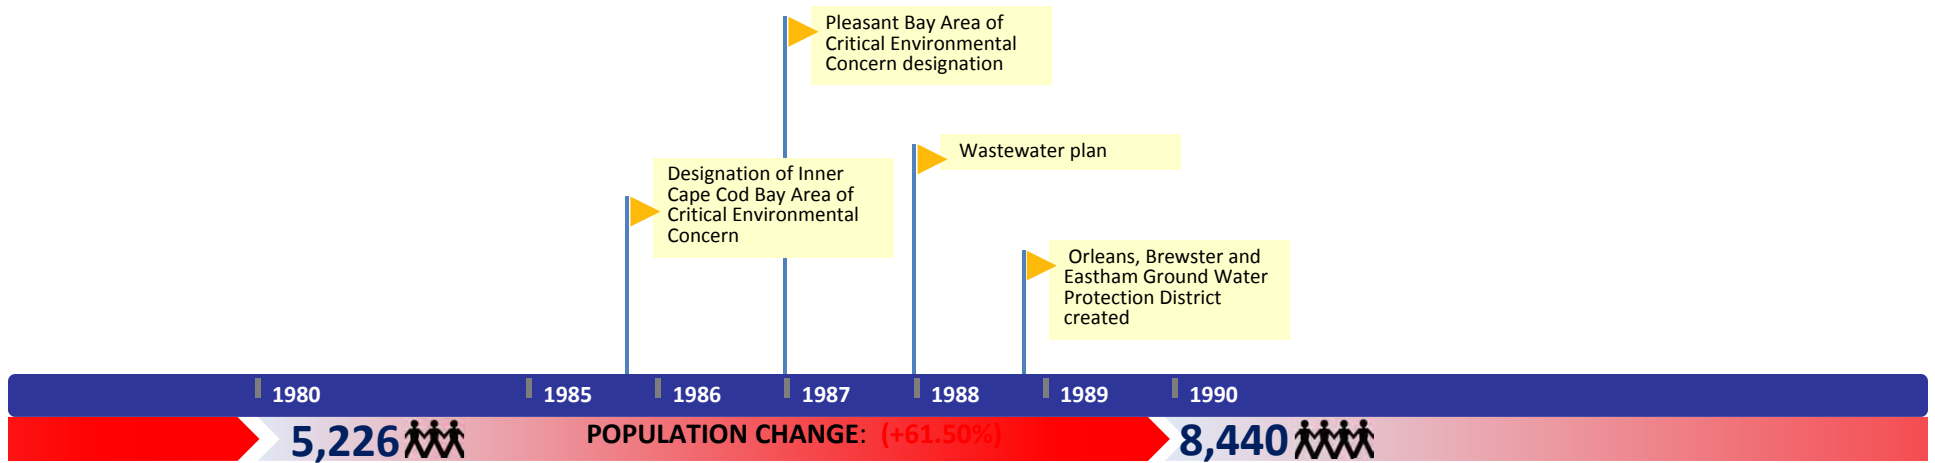 Pleasant Bay Area of
Critical Environmental
Concern designation
Wastewater plan
Designation of Inner
Cape Cod Bay Area of
Critical Environmental
Concern
Orleans, Brewster and
Eastham Ground Water
Protection District
created
1980 1985 1986 1987 1988 1989 1990
5,226 POPULATION CHANGE: (+61.50%) 8,440